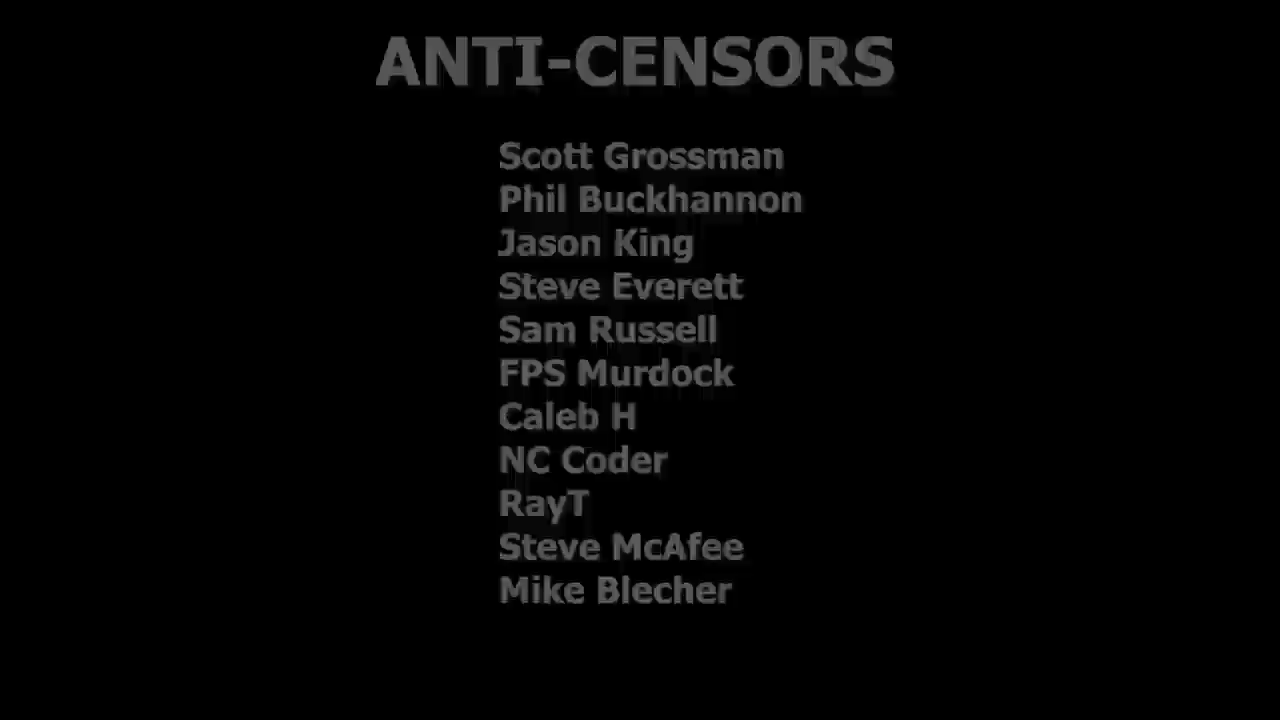 ANTI-CENSORS
Scott Grossman
Phil Buckhannon
Jason King
Steve Everett
Sam Russell
FPS Murdock
Caleb H
NC Coder
RayT
Steve McAfee
Mike Blecher